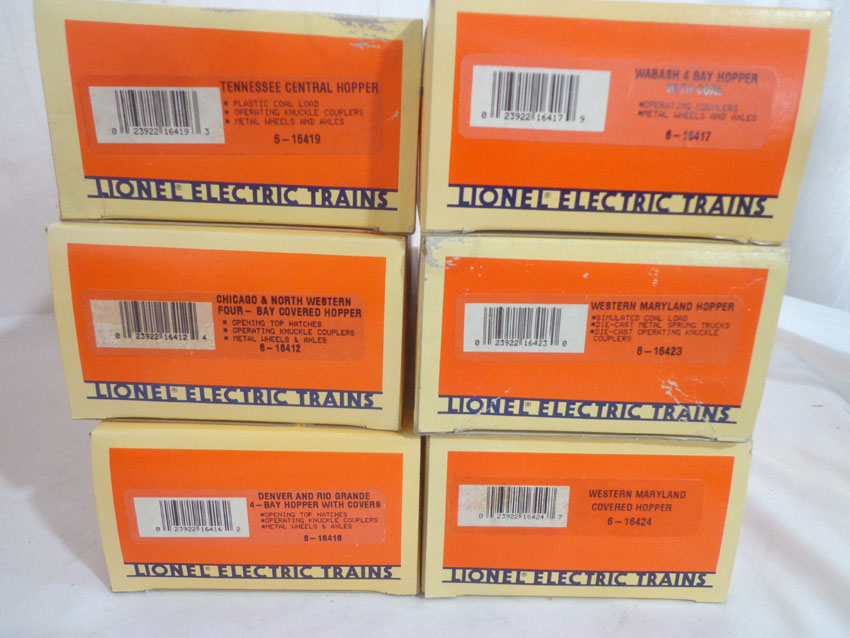 TENNESSEE CENTRAL HOPPER
* PLASTIC COAL LOAD
* OPERATING KNUCKLE COUPLERS
* METAL WHEELS AND AXLES
6-16419
0 23922 16419 3
LIONEL® ELECTRIC TRAINS
WABASH 4 BAY HOPPER
WITH COAL
*OPERATING COUPLERS
*METAL WHEELS AND AXLES
6-16417
0 23922 16417 9
LIONEL® ELECTRIC TRAINS
CHICAGO & NORTH WESTERN
FOUR- BAY COVERED HOPPER
* OPENING TOP HATCHES
* OPERATING KNUCKLE COUPLERS
* METAL WHEELS & AXLES
6-16412
0 23922 16412 4
LIONEL® ELECTRIC TRAINS
WESTERN MARYLAND HOPPER
*SIMULATED COAL LOAD
*DIE-CAST METAL SPRUNG TRUCKS
*DIE-CAST OPERATING KNUCKLE
COUPLERS
6-16423
0 23922 16423 0
LIONEL® ELECTRIC TRAINS
DENVER AND RIO GRANDE
4-BAY HOPPER WITH COVERS
*OPENING TOP HATCHES
*OPERATING KNUCKLE COUPLERS
*METAL WHEELS & AXLES
6-16416
0 23922 16416 2
LIONEL® ELECTRIC TRAINS
WESTERN MARYLAND
COVERED HOPPER
6-16424
0 23922 16424 7
LIONEL® ELECTRIC TRAINS